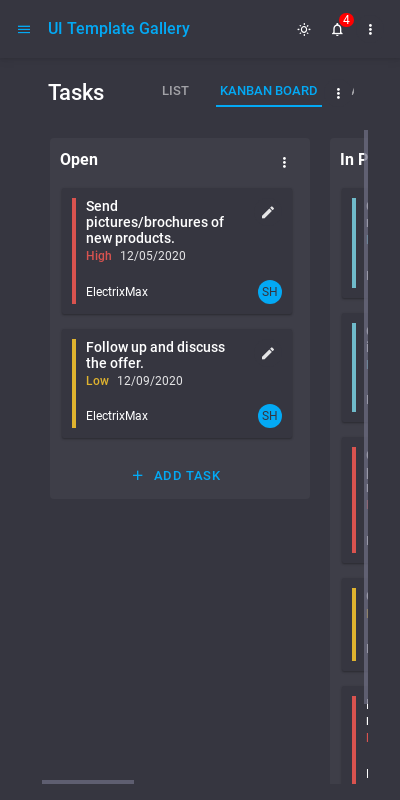 UI Template Gallery
4
Tasks
LIST
KANBAN BOARD
Open
In P
Send
pictures/brochures of
new products.
High 12/05/2020
ElectrixMax
SH
Follow up and discuss
the offer.
Low 12/09/2020
ElectrixMax
SH
ADD TASK